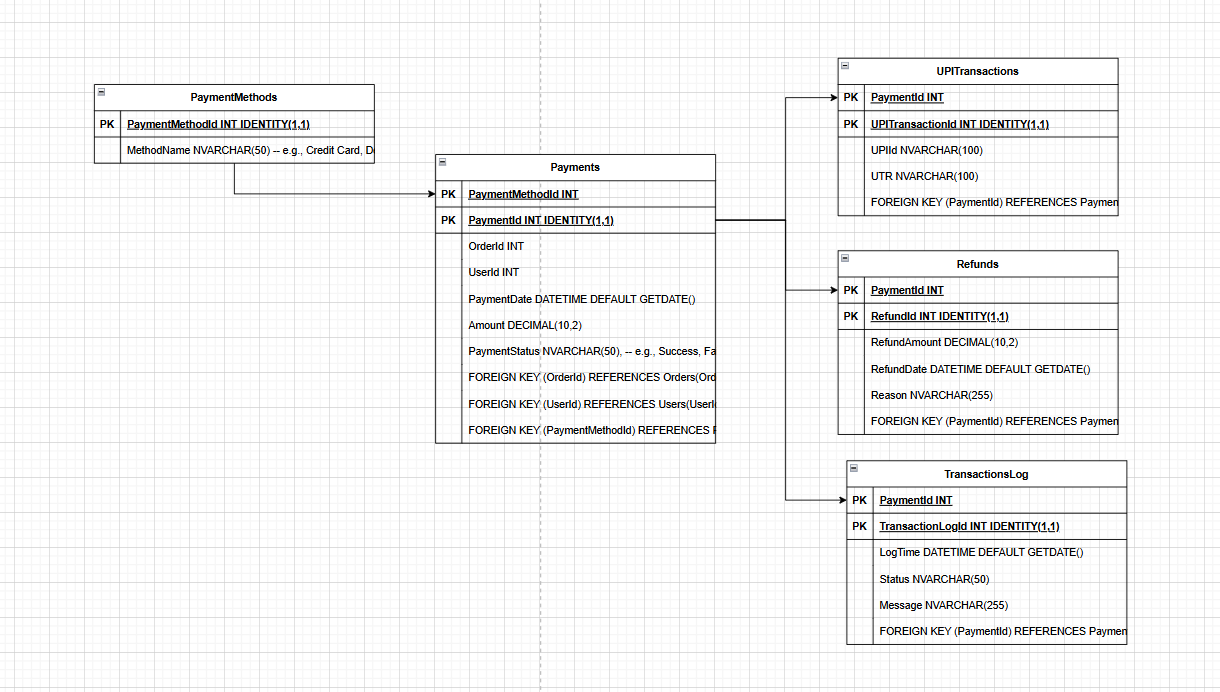 PaymentMethods
PK PaymentMethodId INT IDENTITY(1,1)
MethodName NVARCHAR(50) -- e.g., Credit Card, D
Payments
PK PaymentMethodId INT
PK PaymentId INT IDENTITY(1,1)
OrderId INT
UserId INT
PaymentDate DATETIME DEFAULT GETDATE()
Amount DECIMAL(10,2)
PaymentStatus NVARCHAR(50), -- e.g., Success, Fa
FOREIGN KEY (OrderId) REFERENCES Orders(Ord
FOREIGN KEY (UserId) REFERENCES Users(UserId
FOREIGN KEY (PaymentMethodId) REFERENCES P
UPITransactions
PK PaymentId INT
PK UPITransactionId INT IDENTITY(1,1)
UPIId NVARCHAR(100)
UTR NVARCHAR(100)
FOREIGN KEY (PaymentId) REFERENCES Paymen
Refunds
PK PaymentId INT
PK RefundId INT IDENTITY(1,1)
RefundAmount DECIMAL(10,2)
RefundDate DATETIME DEFAULT GETDATE()
Reason NVARCHAR(255)
FOREIGN KEY (PaymentId) REFERENCES Paymen
TransactionsLog
PK PaymentId INT
PK TransactionLogId INT IDENTITY(1,1)
LogTime DATETIME DEFAULT GETDATE()
Status NVARCHAR(50)
Message NVARCHAR(255)
FOREIGN KEY (PaymentId) REFERENCES Paymen